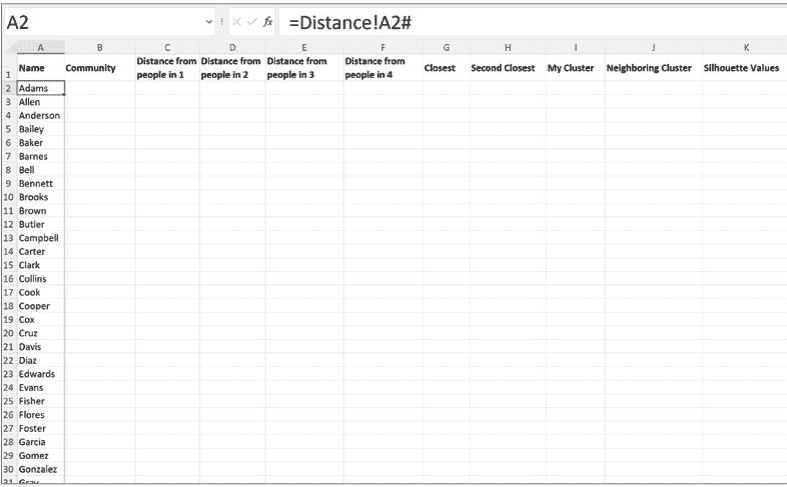 A2 fx =Distance!A2#
A B C D E F G H I J K
1 Name Community Distance from people in 1 Distance from people in 2 Distance from people in 3 Distance from people in 4 Closest Second Closest My Cluster Neighboring Cluster Silhouette Values
2 Adams
3 Allen
4 Anderson
5 Bailey
6 Baker
7 Barnes
8 Bell
9 Bennett
10 Brooks
11 Brown
12 Butler
13 Campbell
14 Carter
15 Clark
16 Collins
17 Cook
18 Cooper
19 Cox
20 Cruz
21 Davis
22 Diaz
23 Edwards
24 Evans
25 Fisher
26 Flores
27 Foster
28 Garcia
29 Gomez
30 Gonzalez
31 Gray